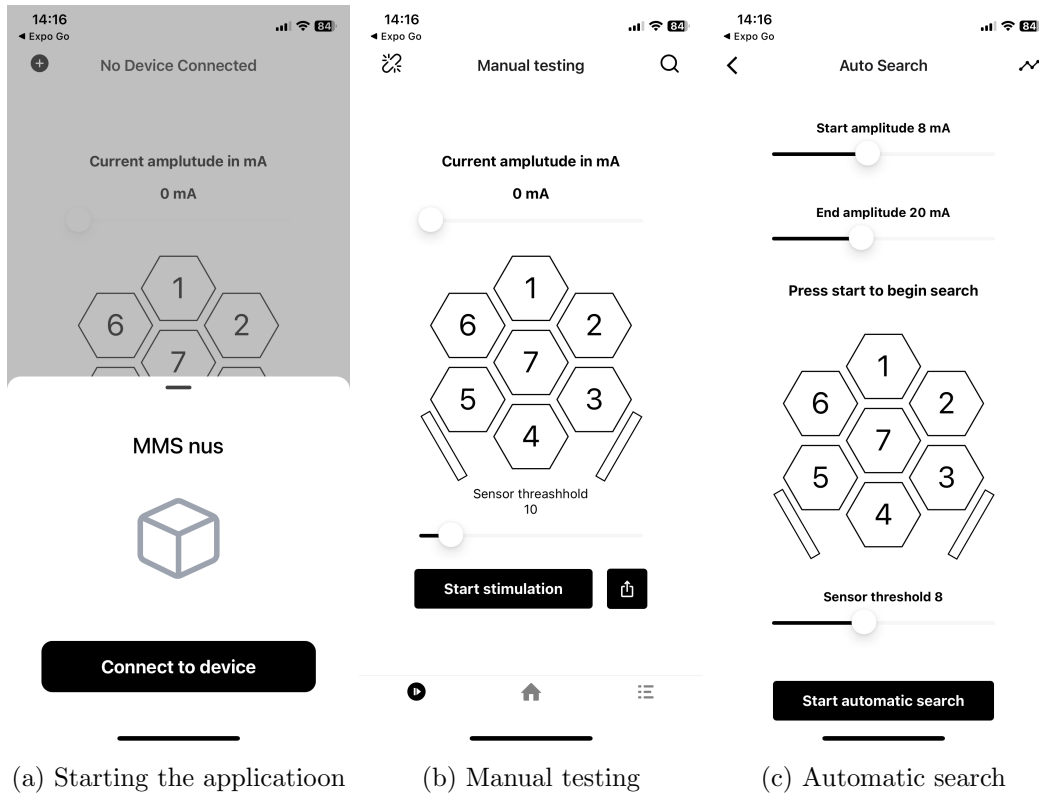 14:16
84
◀ Expo Go
No Device Connected
Current amplutude in mA
0 mA
1
6
2
7
MMS nus
Connect to device
(a) Starting the applicatioon
14:16
84
◀ Expo Go
Manual testing
Current amplutude in mA
0 mA
1
6
2
7
5
3
4
Sensor threashhold
10
Start stimulation
(b) Manual testing
14:16
84
◀ Expo Go
Auto Search
Start amplitude 8 mA
End amplitude 20 mA
Press start to begin search
1
6
2
7
5
3
4
Sensor threshold 8
Start automatic search
(c) Automatic search